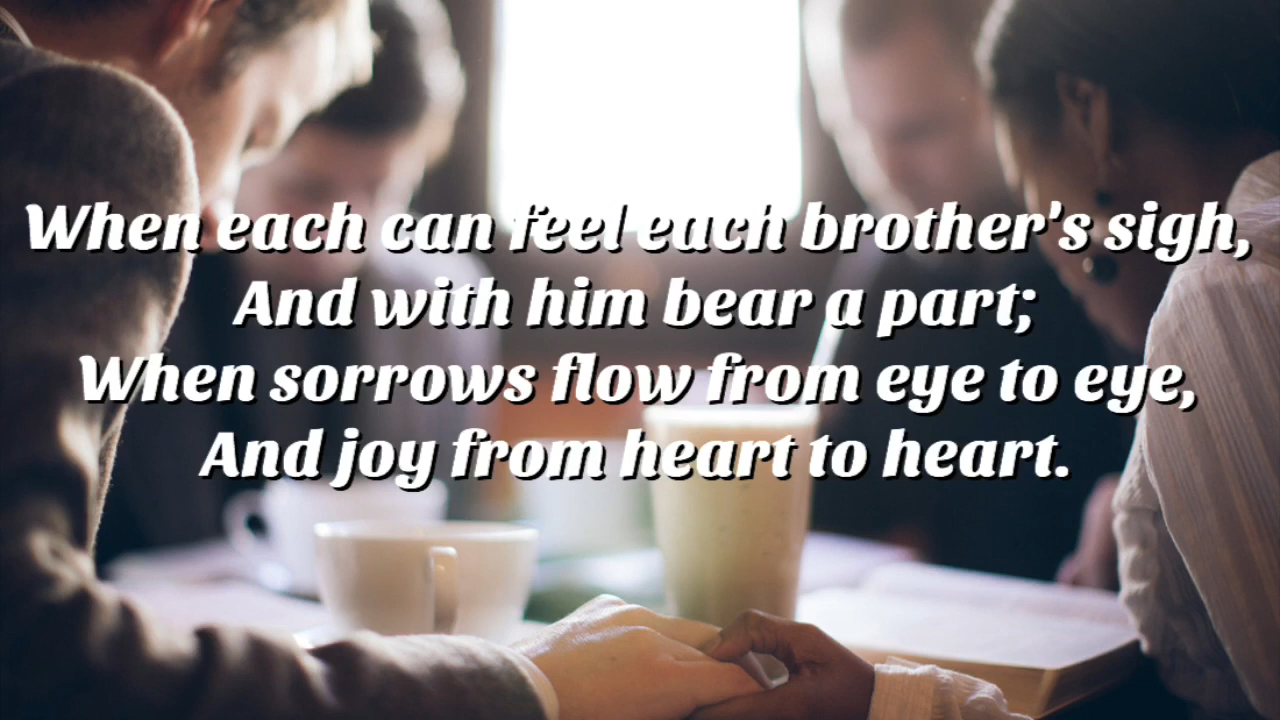 When each can feel each brother's sigh,
And with him bear a part;
When sorrows flow from eye to eye,
And joy from heart to heart.